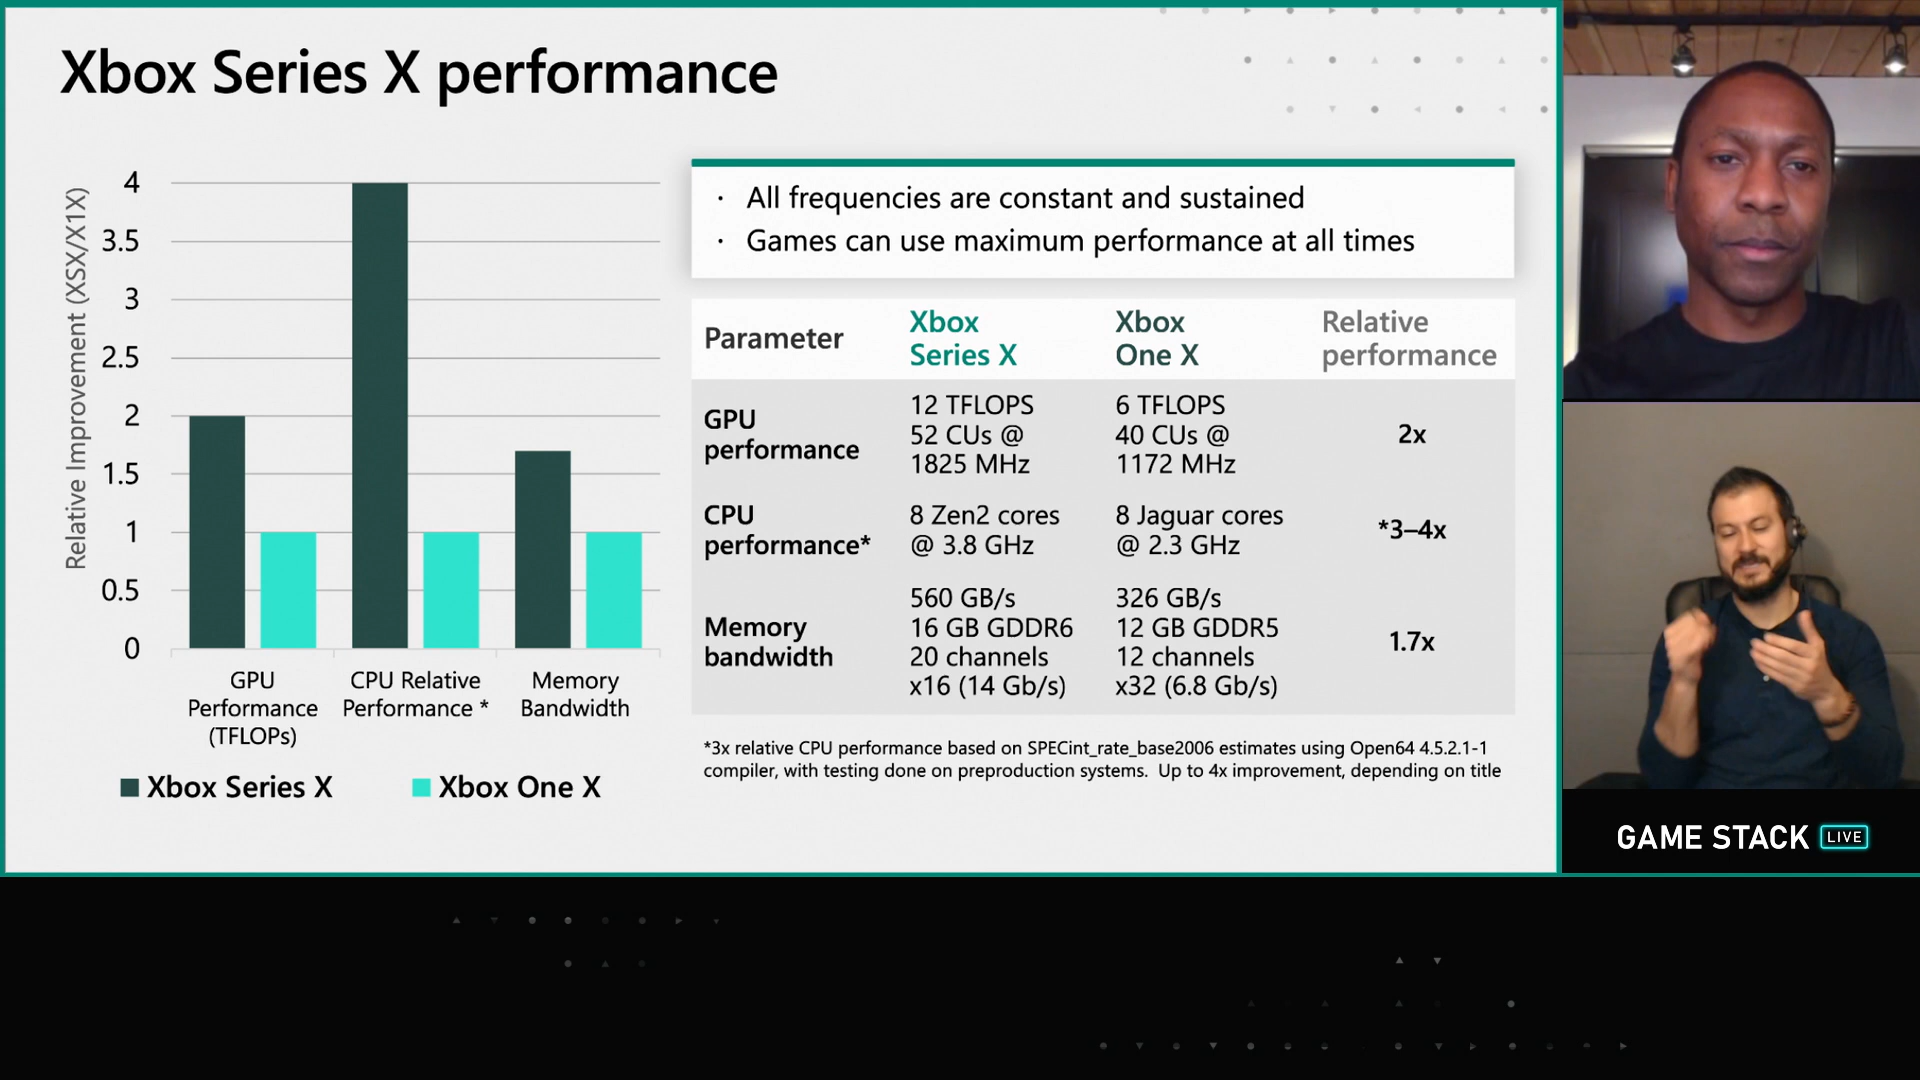 Xbox Series X performance
Relative Improvement (XSX/X1X)
4
3.5
3
2.5
2
1.5
1
0.5
0
GPU
Performance
(TFLOPs)
CPU Relative
Performance *
Memory
Bandwidth
Xbox Series X
Xbox One X
· All frequencies are constant and sustained
· Games can use maximum performance at all times
Parameter
Xbox
Series X
Xbox
One X
Relative
performance
GPU
performance
12 TFLOPS
52 CUs @
1825 MHz
6 TFLOPS
40 CUs @
1172 MHz
2x
CPU
performance*
8 Zen2 cores
@ 3.8 GHz
8 Jaguar cores
@ 2.3 GHz
*3–4x
Memory
bandwidth
560 GB/s
16 GB GDDR6
20 channels
x16 (14 Gb/s)
326 GB/s
12 GB GDDR5
12 channels
x32 (6.8 Gb/s)
1.7x
*3x relative CPU performance based on SPECint_rate_base2006 estimates using Open64 4.5.2.1-1
compiler, with testing done on preproduction systems.  Up to 4x improvement, depending on title
GAME STACK LIVE